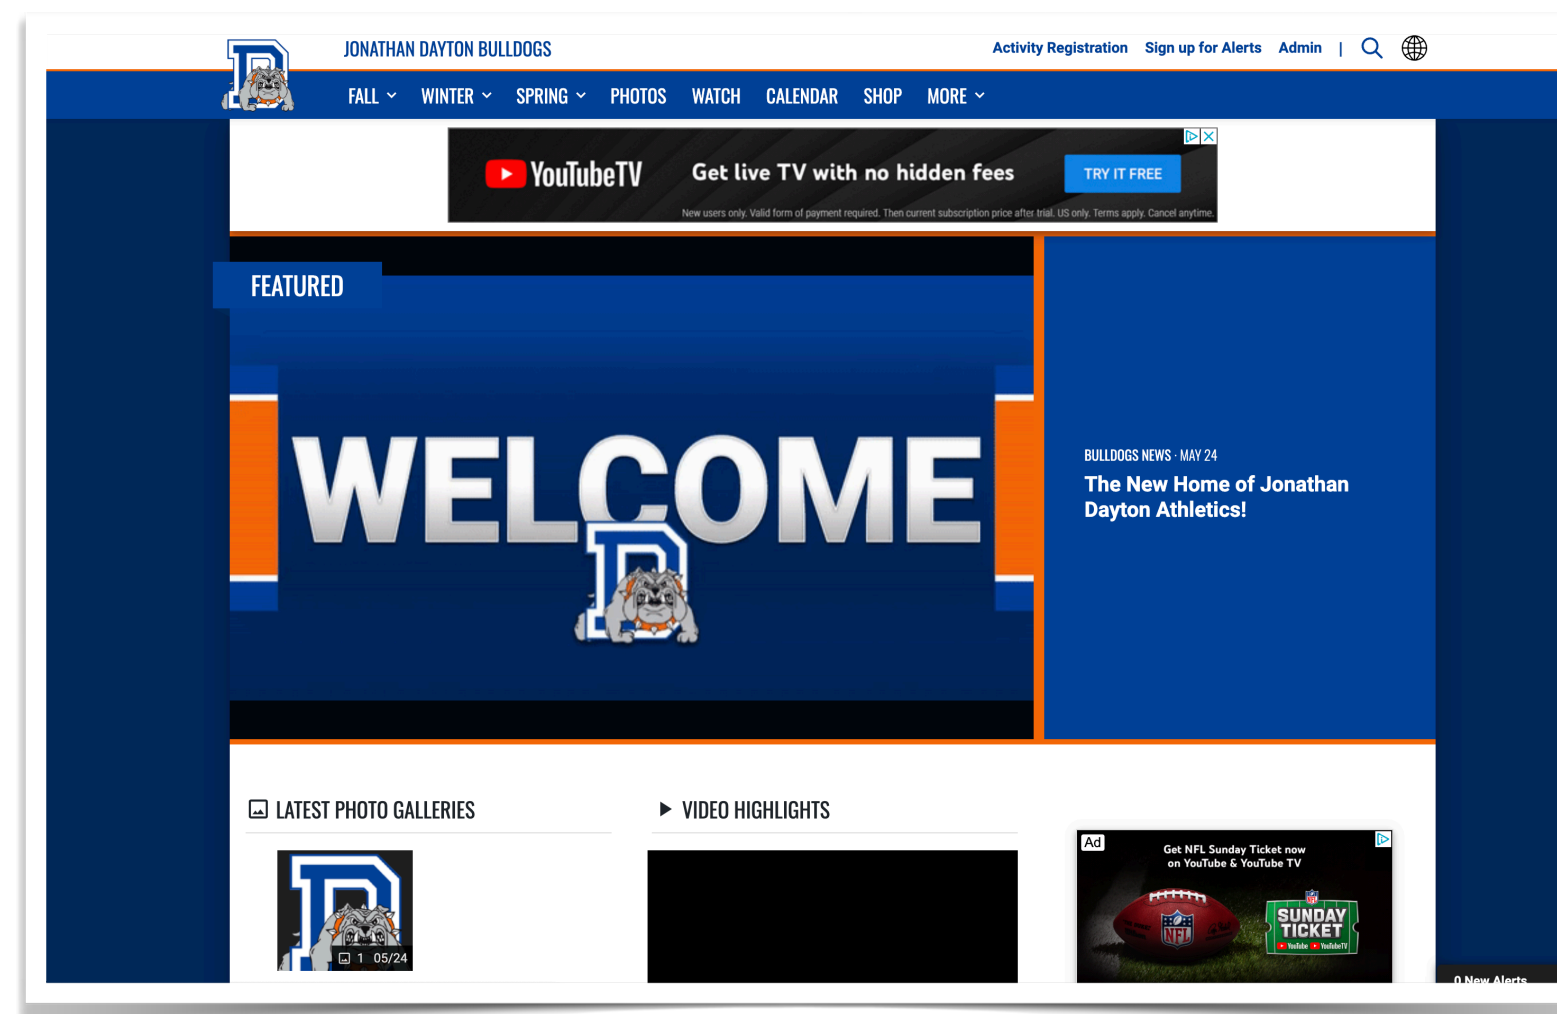 JONATHAN DAYTON BULLDOGS
Activity Registration Sign up for Alerts Admin |
FALL WINTER SPRING PHOTOS WATCH CALENDAR SHOP MORE
YouTubeTV
Get live TV with no hidden fees
TRY IT FREE
New users only. Valid form of payment required. Then current subscription price after trial. US only. Terms apply. Cancel anytime.
FEATURED
WELCOME
D
BULLDOGS NEWS · MAY 24
The New Home of Jonathan
Dayton Athletics!
LATEST PHOTO GALLERIES
1 05/24
VIDEO HIGHLIGHTS
Ad
Get NFL Sunday Ticket now
on YouTube & YouTube TV
NFL
SUNDAY
TICKET
YouTube YouTubeTV
0 New Alerts